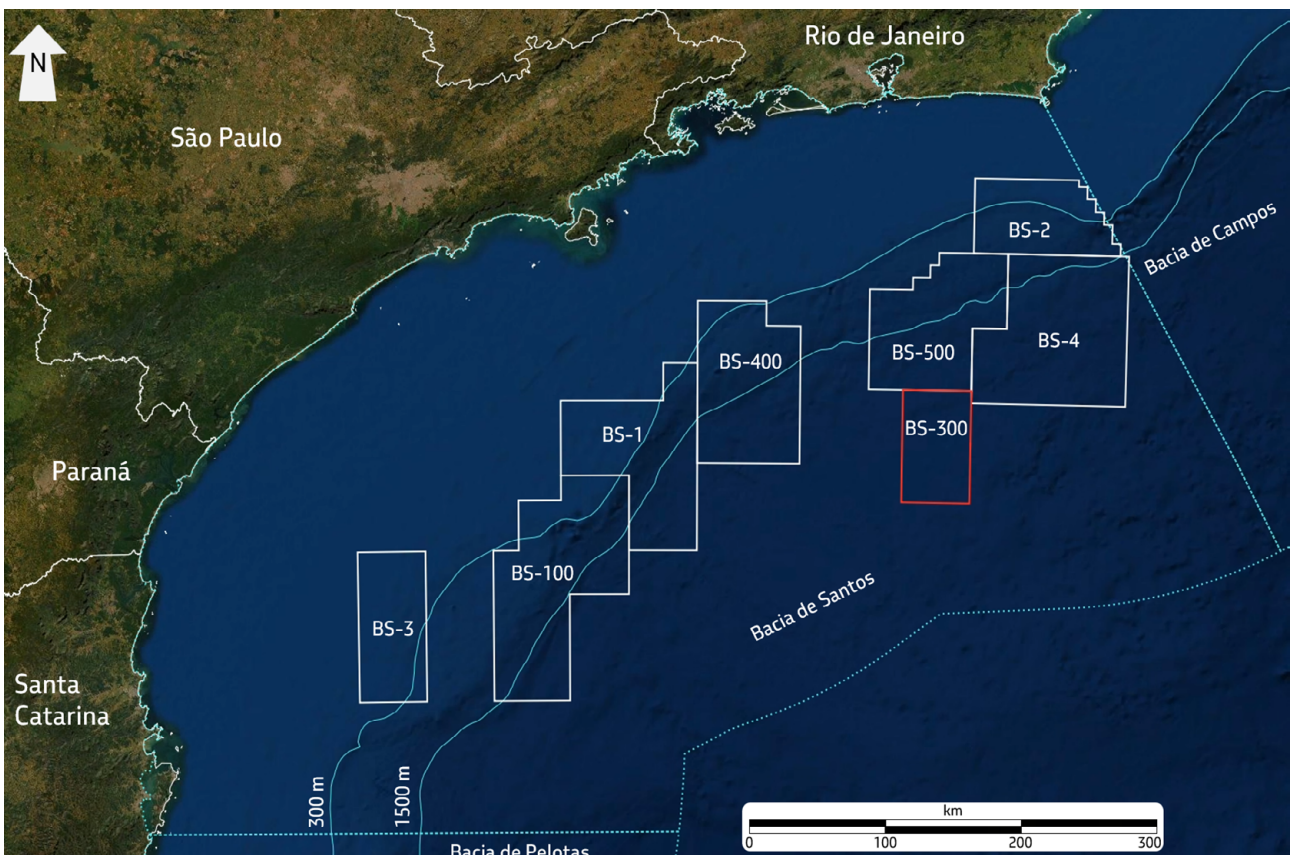 N
Rio de Janeiro
São Paulo
BS-2
Bacia de Campos
BS-500
BS-4
BS-400
BS-300
BS-1
Paraná
BS-100
Bacia de Santos
BS-3
Santa
Catarina
300 m
1500 m
km
0 100 200 300
Bacia de Pelotas